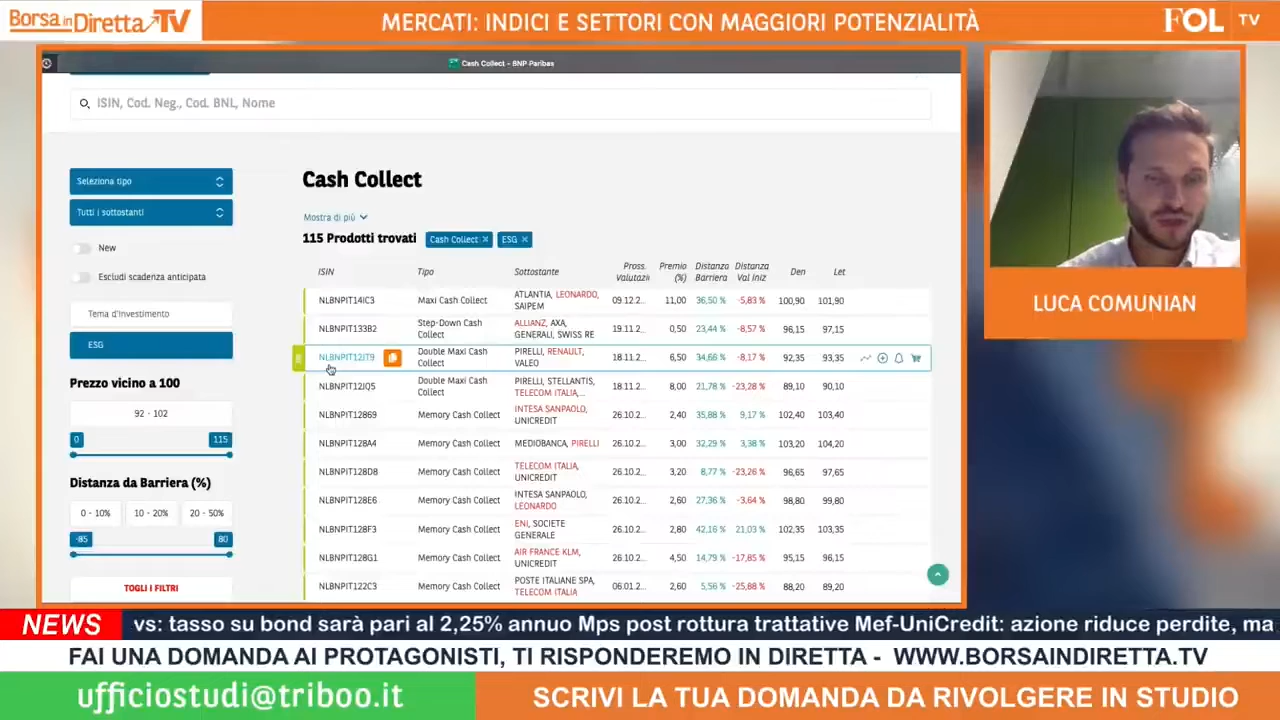 Borsa in Diretta TV
MERCATI: INDICI E SETTORI CON MAGGIORI POTENZIALITÀ
FOL TV
Cash Collect - BNP Paribas
ISIN, Cod. Neg., Cod. BNL, Nome
Seleziona tipo
Tutti i sottostanti
New
Escludi scadenza anticipata
Tema d'Investimento
ESG
Prezzo vicino a 100
92 - 102
0 115
Distanza da Barriera (%)
0 - 10% 10 - 20% 20 - 50%
-85 80
TOGLI I FILTRI
Cash Collect
Mostra di più
115 Prodotti trovati Cash Collect × ESG ×
ISIN Tipo Sottostante Pross. Valutazi Premio (%) Distanza Barriera Distanza Val Iniz Den Let
NLBNPIT14IC3 Maxi Cash Collect ATLANTIA, LEONARDO, SAIPEM 09.12.2... 11,00 36,50 % -5,83 % 100,90 101,90
NLBNPIT133B2 Step-Down Cash Collect ALLIANZ, AXA, GENERALI, SWISS RE 19.11.2... 0,50 23,44 % -8,57 % 96,15 97,15
NLBNPIT12IT9 Double Maxi Cash Collect PIRELLI, RENAULT, VALEO 18.11.2... 6,50 34,66 % -8,17 % 92,35 93,35
NLBNPIT12IQ5 Double Maxi Cash Collect PIRELLI, STELLANTIS, TELECOM ITALIA,... 18.11.2... 8,00 21,78 % -23,28 % 89,10 90,10
NLBNPIT12869 Memory Cash Collect INTESA SANPAOLO, UNICREDIT 26.10.2... 2,40 35,88 % 9,17 % 102,40 103,40
NLBNPIT128A4 Memory Cash Collect MEDIOBANCA, PIRELLI 26.10.2... 3,00 32,29 % 3,38 % 103,20 104,20
NLBNPIT128D8 Memory Cash Collect TELECOM ITALIA, UNICREDIT 26.10.2... 3,20 8,77 % -23,26 % 96,65 97,65
NLBNPIT128E6 Memory Cash Collect INTESA SANPAOLO, LEONARDO 26.10.2... 2,60 27,36 % -3,64 % 98,80 99,80
NLBNPIT128F3 Memory Cash Collect ENI, SOCIETE GENERALE 26.10.2... 2,80 42,16 % 21,03 % 102,35 103,35
NLBNPIT128G1 Memory Cash Collect AIR FRANCE KLM, UNICREDIT 26.10.2... 4,50 14,79 % -17,85 % 95,15 96,15
NLBNPIT122C3 Memory Cash Collect POSTE ITALIANE SPA, TELECOM ITALIA 06.01.2... 2,60 5,56 % -25,88 % 88,20 89,20
LUCA COMUNIAN
NEWS vs: tasso su bond sarà pari al 2,25% annuo Mps post rottura trattative Mef-UniCredit: azione riduce perdite, ma
FAI UNA DOMANDA AI PROTAGONISTI, TI RISPONDEREMO IN DIRETTA - WWW.BORSAINDIRETTA.TV
ufficiostudi@triboo.it SCRIVI LA TUA DOMANDA DA RIVOLGERE IN STUDIO